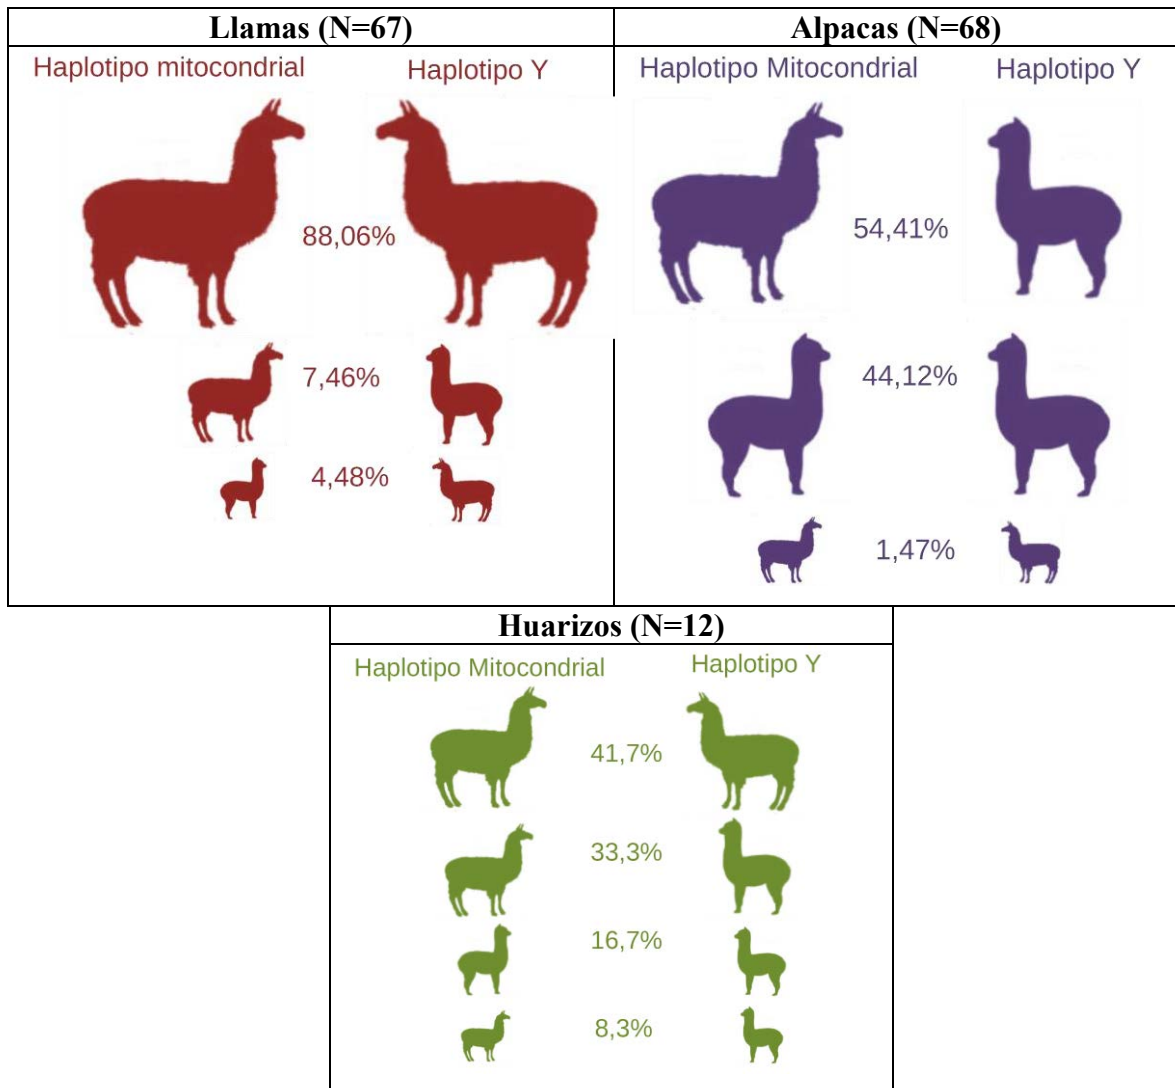 Llamas (N=67)
Haplotipo mitocondrial Haplotipo Y
88,06%
7,46%
4,48%
Alpacas (N=68)
Haplotipo Mitocondrial Haplotipo Y
54,41%
44,12%
1,47%
Huarizos (N=12)
Haplotipo Mitocondrial Haplotipo Y
41,7%
33,3%
16,7%
8,3%